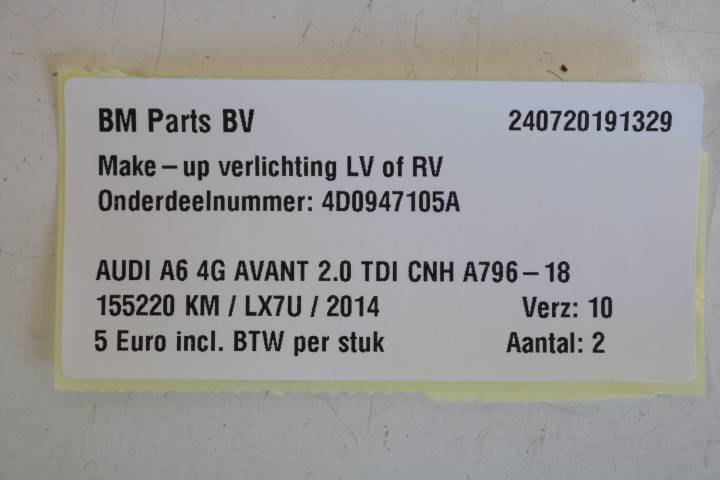 BM Parts BV 240720191329
Make-up verlichting LV of RV
Onderdeelnummer: 4D0947105A
AUDI A6 4G AVANT 2.0 TDI CNH A796-18
155220 KM / LX7U / 2014 Verz: 10
5 Euro incl. BTW per stuk Aantal: 2